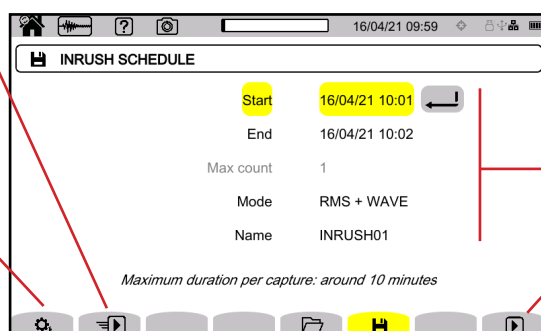 ? 16/04/21 09:59
INRUSH SCHEDULE
Start 16/04/21 10:01
End 16/04/21 10:02
Max count 1
Mode RMS + WAVE
Name INRUSH01
Maximum duration per capture: around 10 minutes